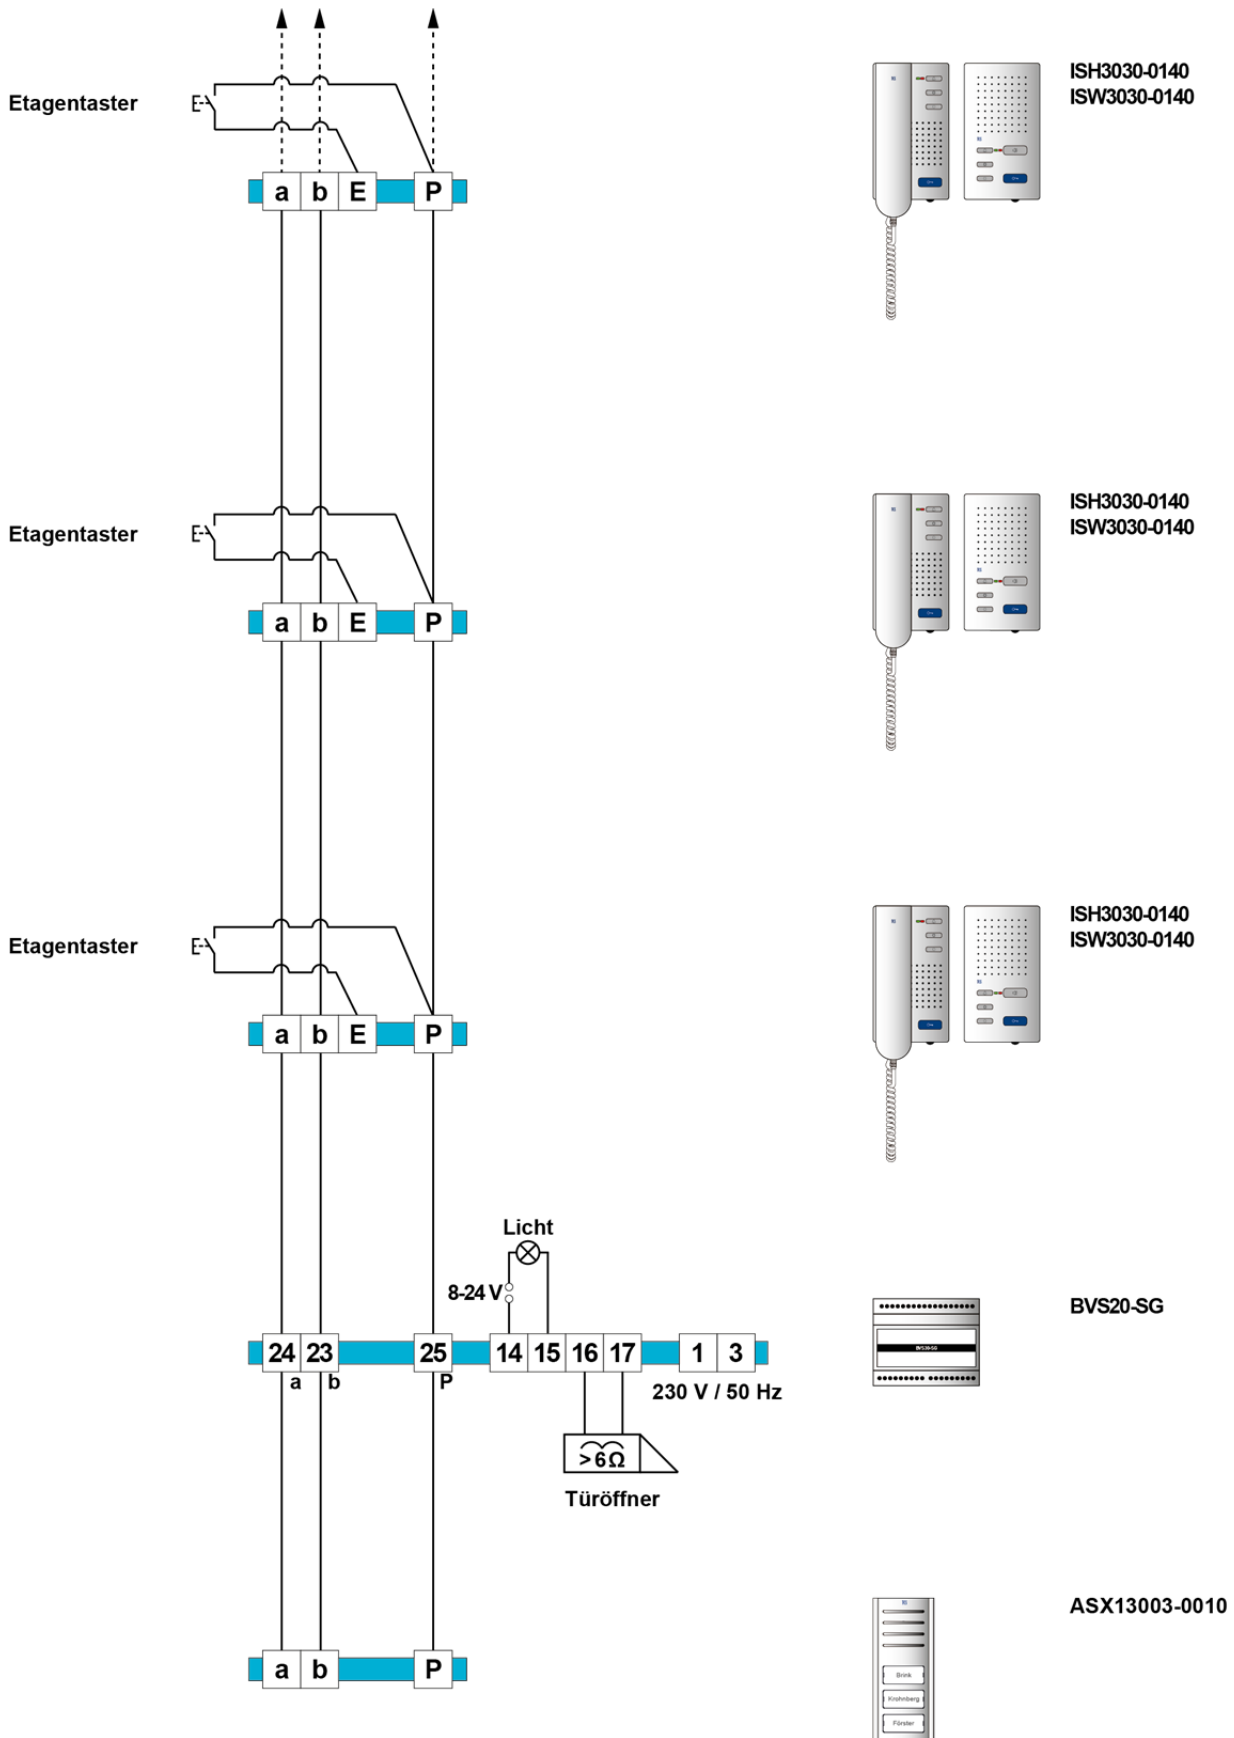 ISH3030-0140
ISW3030-0140
Etagentaster
a b E P
ISH3030-0140
ISW3030-0140
Etagentaster
a b E P
ISH3030-0140
ISW3030-0140
Etagentaster
a b E P
Licht
8-24 V
BVS20-SG
BVS20-SG
24 23 25 14 15 16 17 1 3
a b P
230 V / 50 Hz
>6Ω
Türöffner
ASX13003-0010
a b P
Brink
Krohnberg
Förster